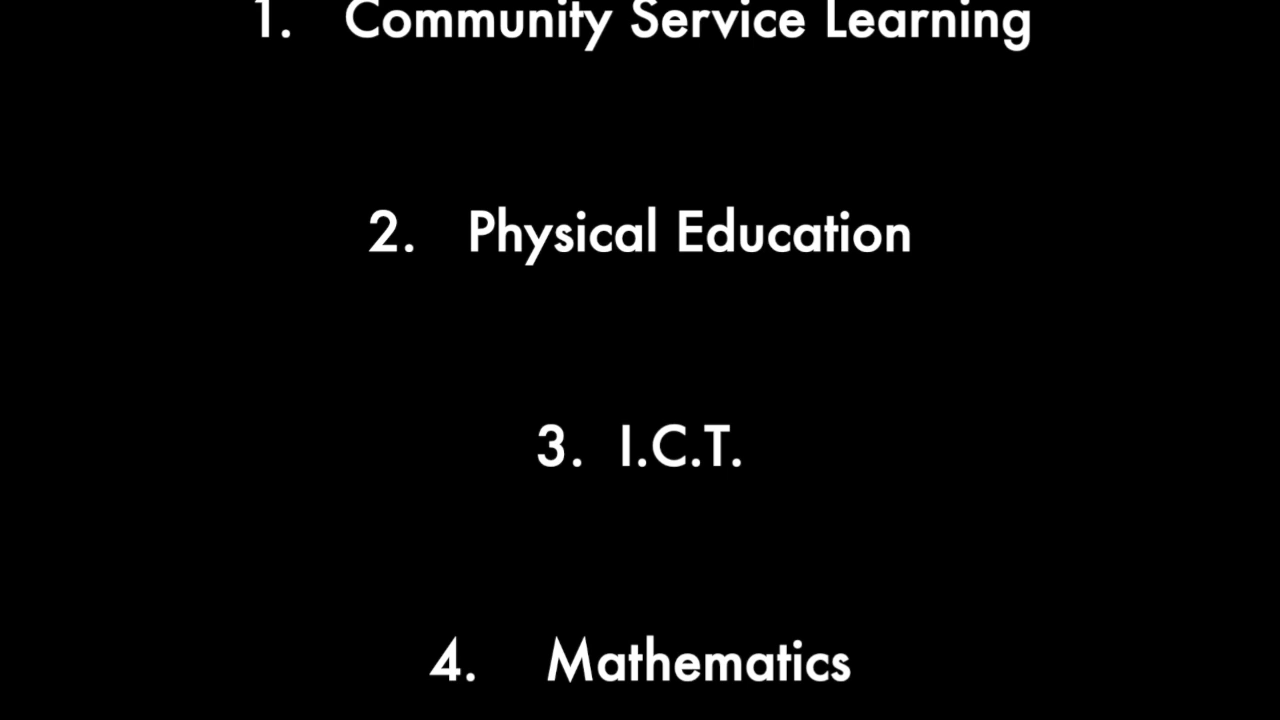 1. Community Service Learning
2. Physical Education
3. I.C.T.
4. Mathematics